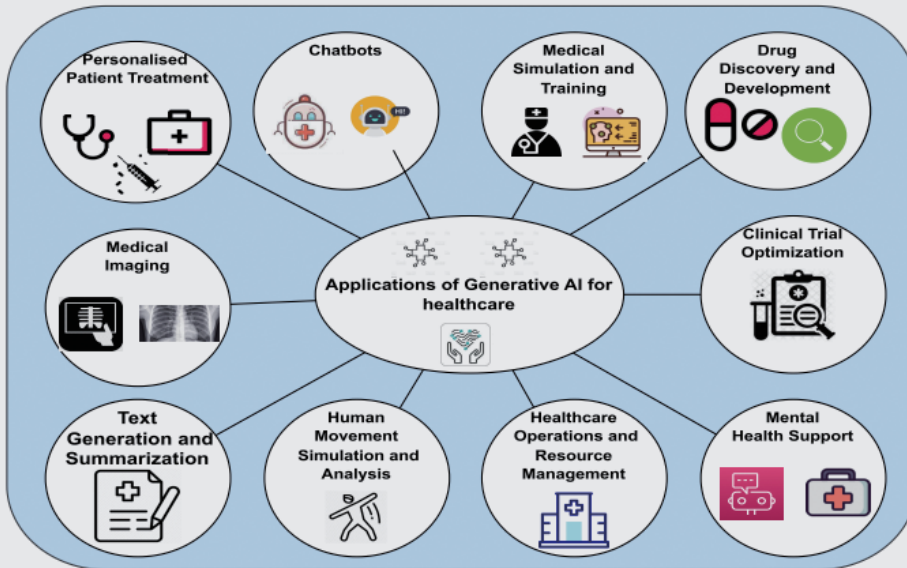 Personalised
Patient Treatment
Chatbots
HI!
Medical
Simulation and
Training
Drug
Discovery and
Development
Medical
Imaging
Applications of Generative AI for
healthcare
Clinical Trial
Optimization
Text
Generation and
Summarization
Human
Movement
Simulation and
Analysis
Healthcare
Operations and
Resource
Management
Mental
Health Support